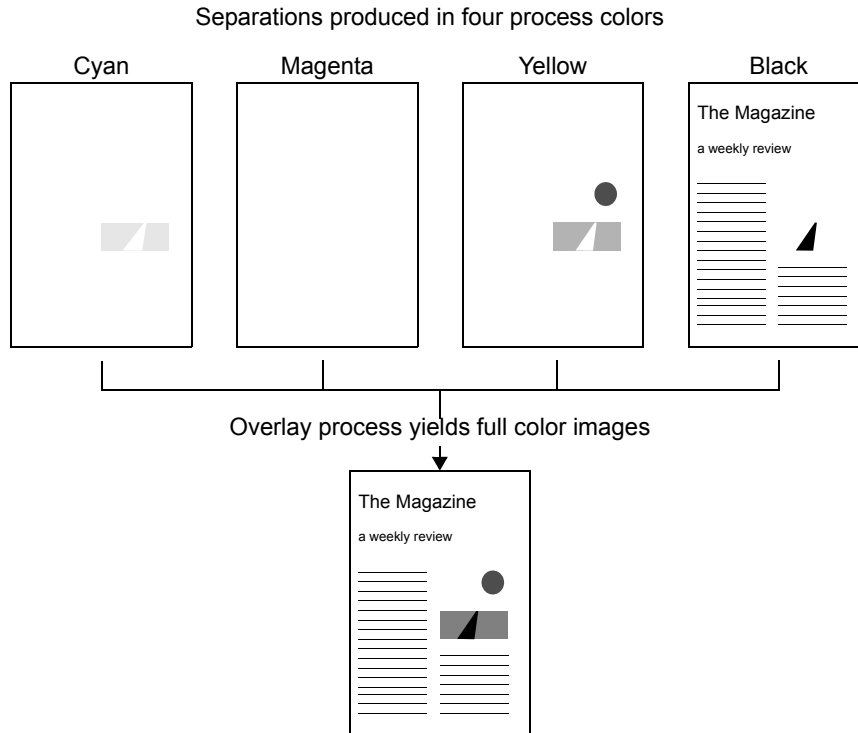 Separations produced in four process colors
Cyan
Magenta
Yellow
Black
The Magazine
a weekly review
Overlay process yields full color images
The Magazine
a weekly review